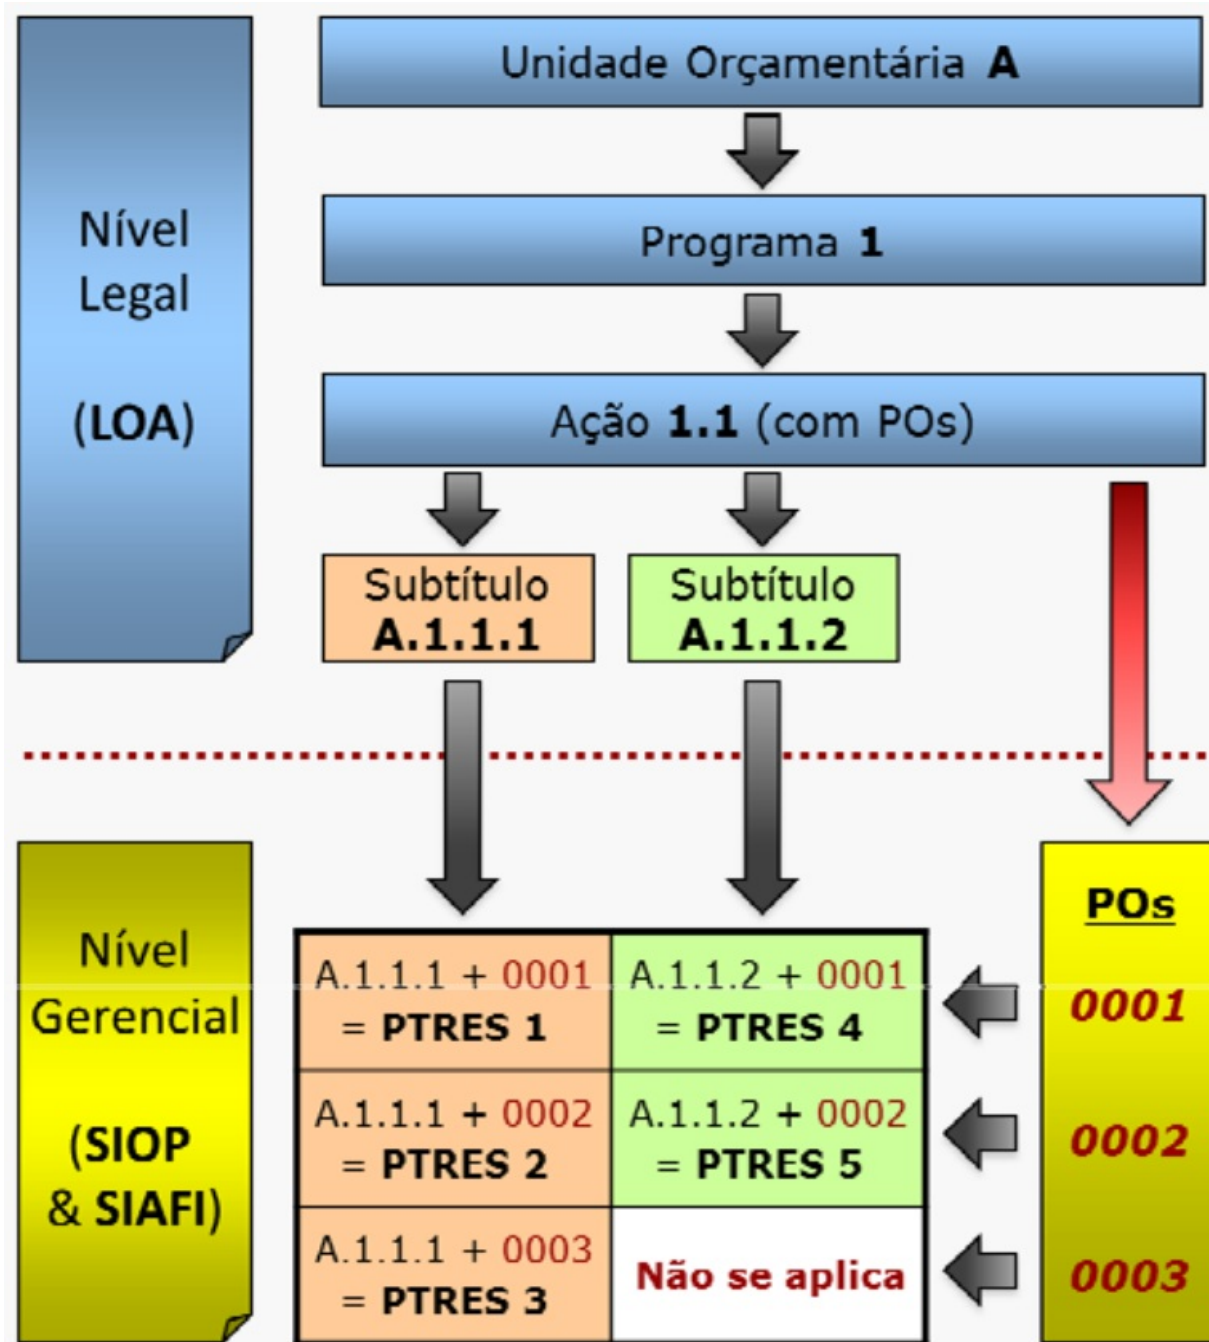 Nível
Legal
(LOA)
Unidade Orçamentária A
Programa 1
Ação 1.1 (com POs)
Subtítulo
A.1.1.1
Subtítulo
A.1.1.2
Nível
Gerencial
(SIOP
& SIAFI)
A.1.1.1 + 0001
= PTRES 1
A.1.1.2 + 0001
= PTRES 4
A.1.1.1 + 0002
= PTRES 2
A.1.1.2 + 0002
= PTRES 5
A.1.1.1 + 0003
= PTRES 3
Não se aplica
POs
0001
0002
0003